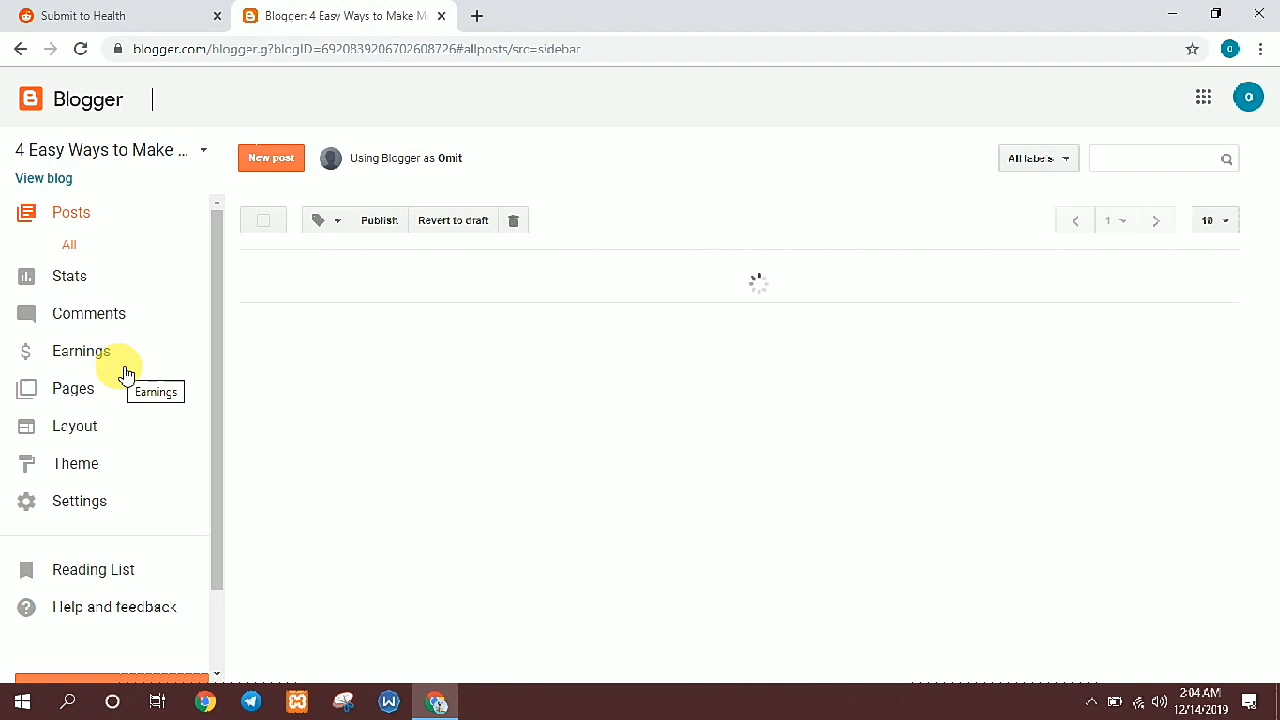 Submit to Health
Blogger: 4 Easy Ways to Make M
blogger.com/blogger.g?blogID=6920839206702608726#allposts/src=sidebar
Blogger
4 Easy Ways to Make ...
View blog
New post
Using Blogger as Omit
All labels
Posts
All
Publish
Revert to draft
1
10
Stats
Comments
Earnings
Earnings
Pages
Layout
Theme
Settings
Reading List
Help and feedback
2:04 AM
12/14/2019